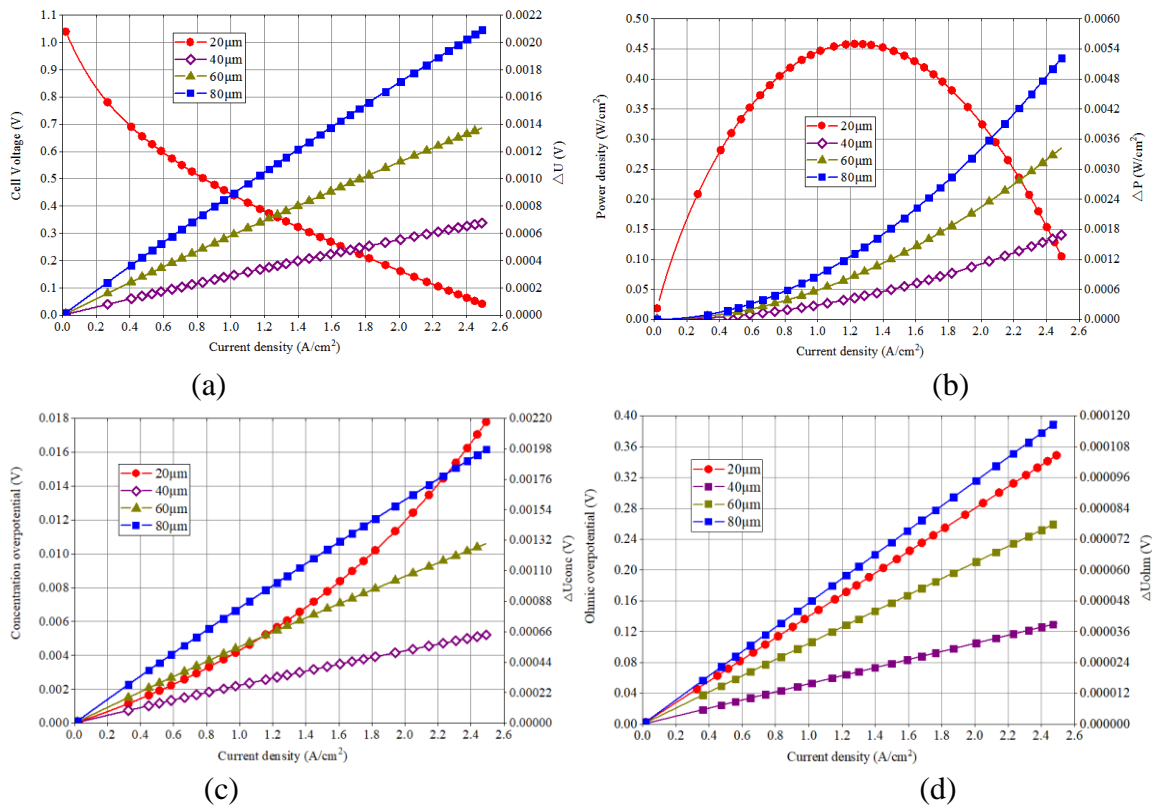 1.1
1.0
0.9
0.8
0.7
0.6
0.5
0.4
0.3
0.2
0.1
0.0
Cell Voltage (V)
20μm
40μm
60μm
80μm
0.0022
0.0020
0.0018
0.0016
0.0014
0.0012
0.0010
0.0008
0.0006
0.0004
0.0002
0.0000
△U (V)
0.0 0.2 0.4 0.6 0.8 1.0 1.2 1.4 1.6 1.8 2.0 2.2 2.4 2.6
Current density (A/cm²)
(a)
0.50
0.45
0.40
0.35
0.30
0.25
0.20
0.15
0.10
0.05
0.00
Power density (W/cm²)
20μm
40μm
60μm
80μm
0.0060
0.0054
0.0048
0.0042
0.0036
0.0030
0.0024
0.0018
0.0012
0.0006
0.0000
△P (W/cm²)
0.0 0.2 0.4 0.6 0.8 1.0 1.2 1.4 1.6 1.8 2.0 2.2 2.4 2.6
Current density (A/cm²)
(b)
0.018
0.016
0.014
0.012
0.010
0.008
0.006
0.004
0.002
0.000
Concentration overpotential (V)
20μm
40μm
60μm
80μm
0.00220
0.00198
0.00176
0.00154
0.00132
0.00110
0.00088
0.00066
0.00044
0.00022
0.00000
△Uconc (V)
0.0 0.2 0.4 0.6 0.8 1.0 1.2 1.4 1.6 1.8 2.0 2.2 2.4 2.6
Current density (A/cm²)
(c)
0.40
0.36
0.32
0.28
0.24
0.20
0.16
0.12
0.08
0.04
0.00
Ohmic overpotential (V)
20μm
40μm
60μm
80μm
0.000120
0.000108
0.000096
0.000084
0.000072
0.000060
0.000048
0.000036
0.000024
0.000012
0.000000
△Uohm (V)
0.0 0.2 0.4 0.6 0.8 1.0 1.2 1.4 1.6 1.8 2.0 2.2 2.4 2.6
Current density (A/cm²)
(d)